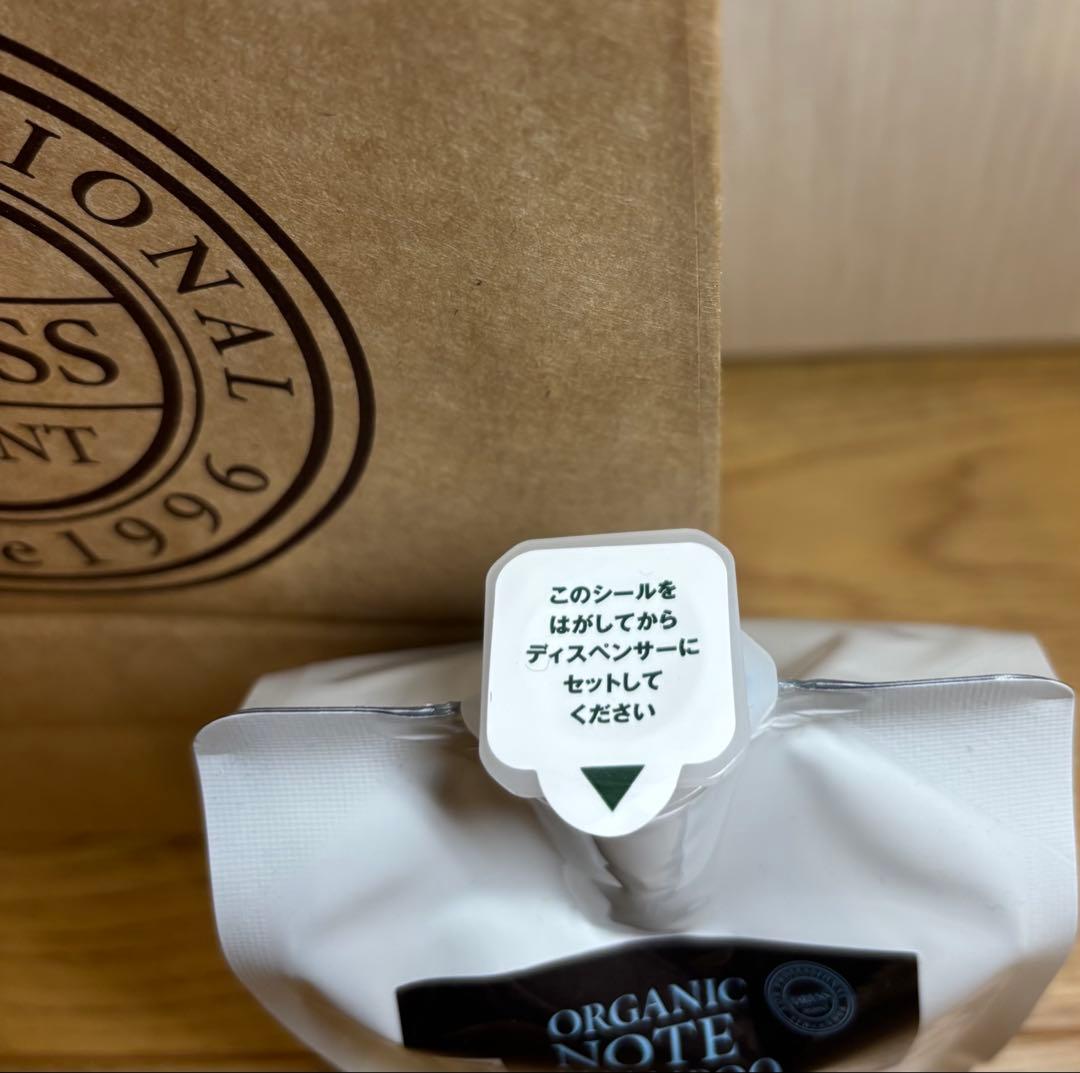 IONAL
SS
NT
1996
このシールを
はがしてから
ディスペンサーに
セットして
ください
ORGANIC
NOTE